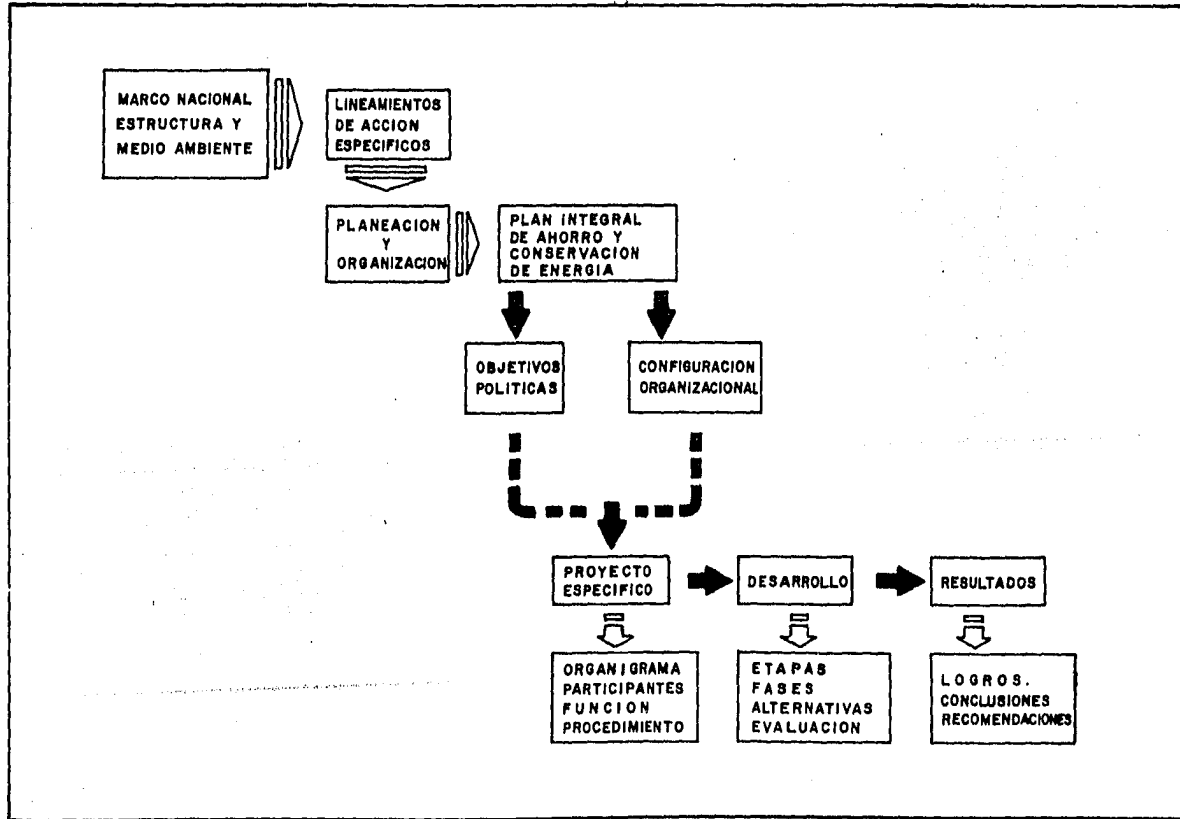 MARCO NACIONAL
ESTRUCTURA Y
MEDIO AMBIENTE
LINEAMIENTOS
DE ACCION
ESPECIFICOS
PLANEACION
Y
ORGANIZACION
PLAN INTEGRAL
DE AHORRO Y
CONSERVACION
DE ENERGIA
OBJETIVOS
POLITICAS
CONFIGURACION
ORGANIZACIONAL
PROYECTO
ESPECIFICO
DESARROLLO
RESULTADOS
ORGANIGRAMA
PARTICIPANTES
FUNCION
PROCEDIMIENTO
ETAPAS
FASES
ALTERNATIVAS
EVALUACION
LOGROS.
CONCLUSIONES
RECOMENDACIONES